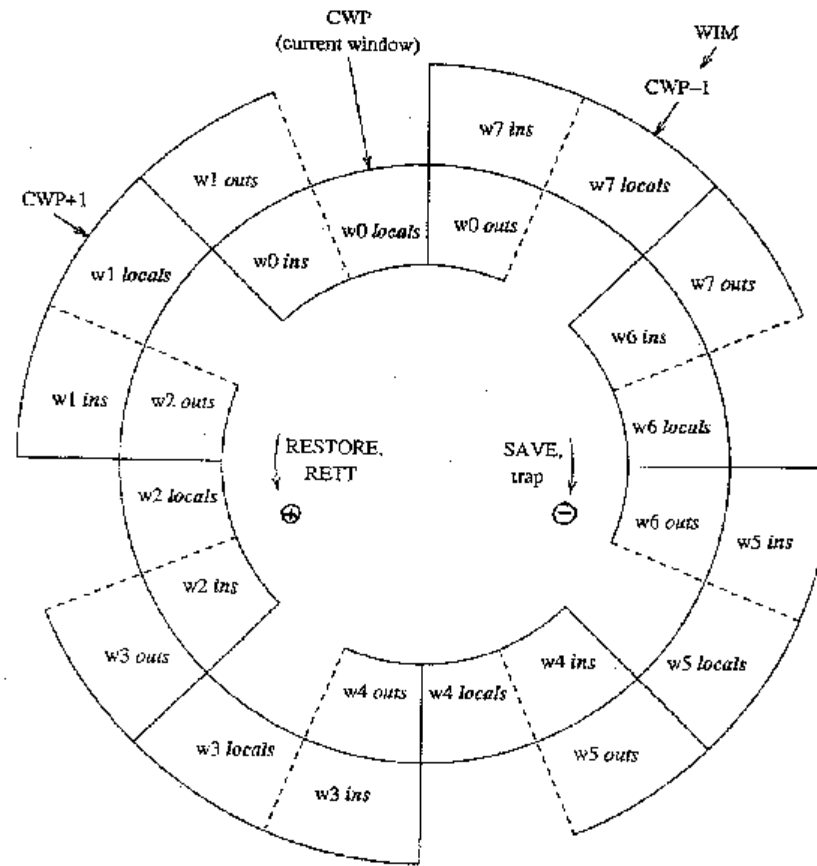 CWP
(current window)
WIM
CWP−1
w7 ins
w1 outs
w7 locals
CWP+1
w0 ins
w0 locals
w0 outs
w1 locals
w7 outs
w6 ins
w1 ins
w2 outs
w6 locals
RESTORE,
RETT
SAVE,
trap
w2 locals
+
−
w6 outs
w5 ins
w2 ins
w3 outs
w4 ins
w5 locals
w4 outs
w4 locals
w3 locals
w5 outs
w3 ins